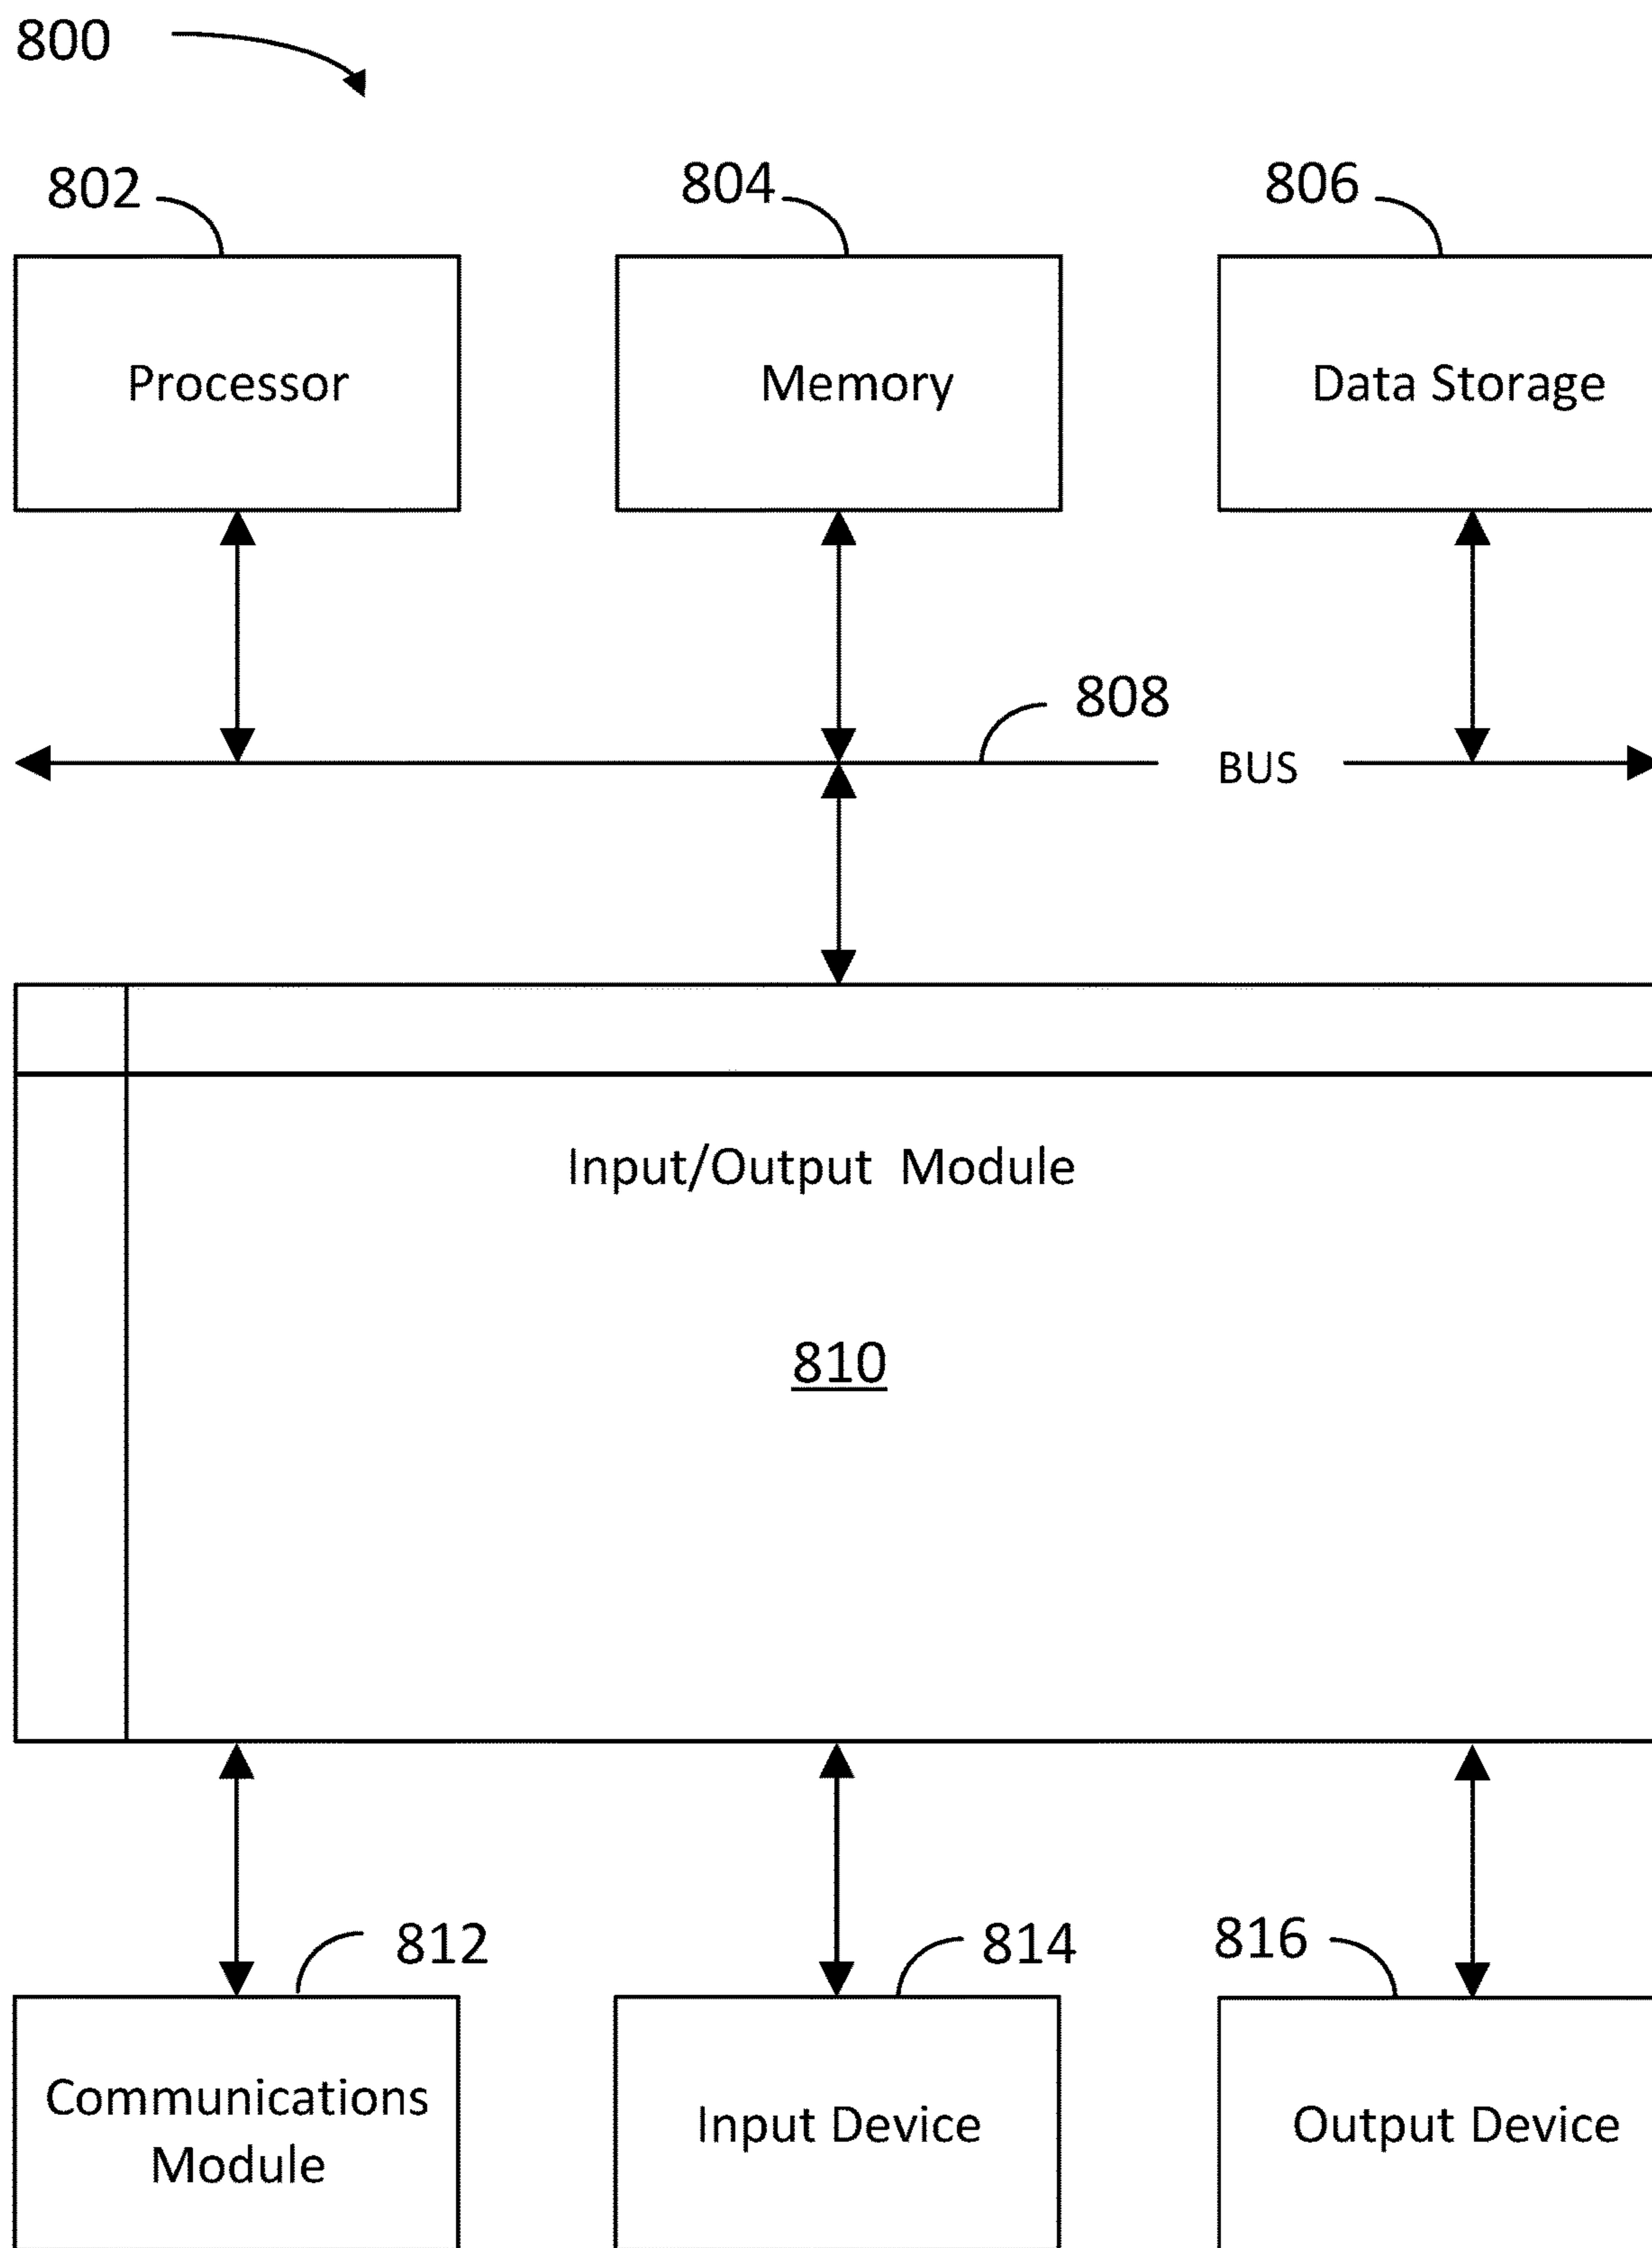 800
802
804
806
Processor
Memory
Data Storage
808
BUS
Input/Output Module
810
812
814
816
Communications
Module
Input Device
Output Device